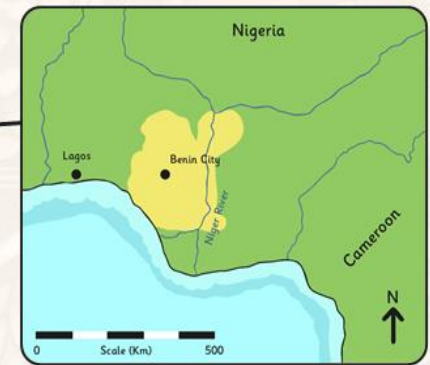 Nigeria
Lagos
Benin City
Niger River
Cameroon
N
0 Scale (Km) 500